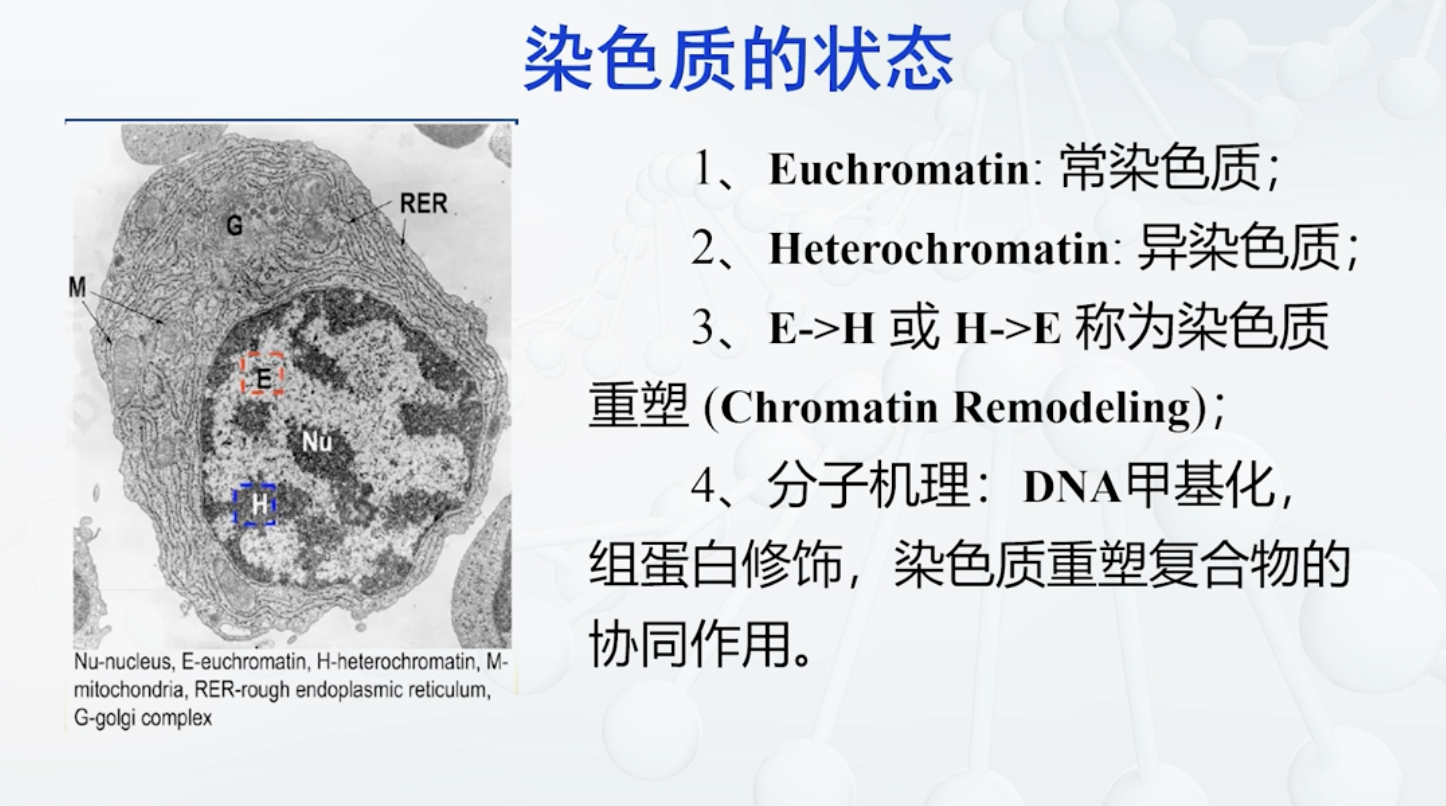 染色质的状态
RER
G
M
E
Nu
H
Nu-nucleus, E-euchromatin, H-heterochromatin, M-
mitochondria, RER-rough endoplasmic reticulum,
G-golgi complex
1、Euchromatin: 常染色质；
2、Heterochromatin: 异染色质；
3、E->H 或 H->E 称为染色质
重塑 (Chromatin Remodeling)；
4、分子机理：DNA甲基化，
组蛋白修饰，染色质重塑复合物的
协同作用。